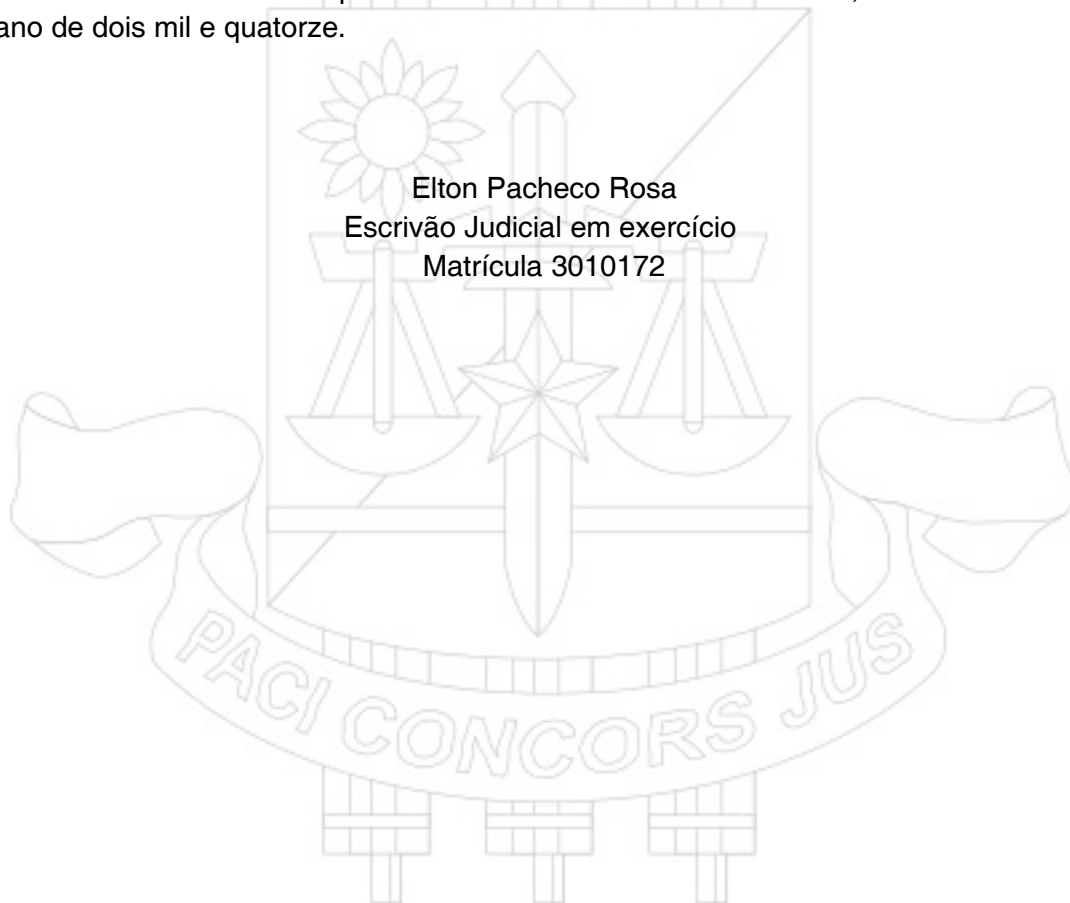 ano de dois mil e quatorze.
Elton Pacheco Rosa
Escrivão Judicial em exercício
Matrícula 3010172
PACI CONCORS JUS